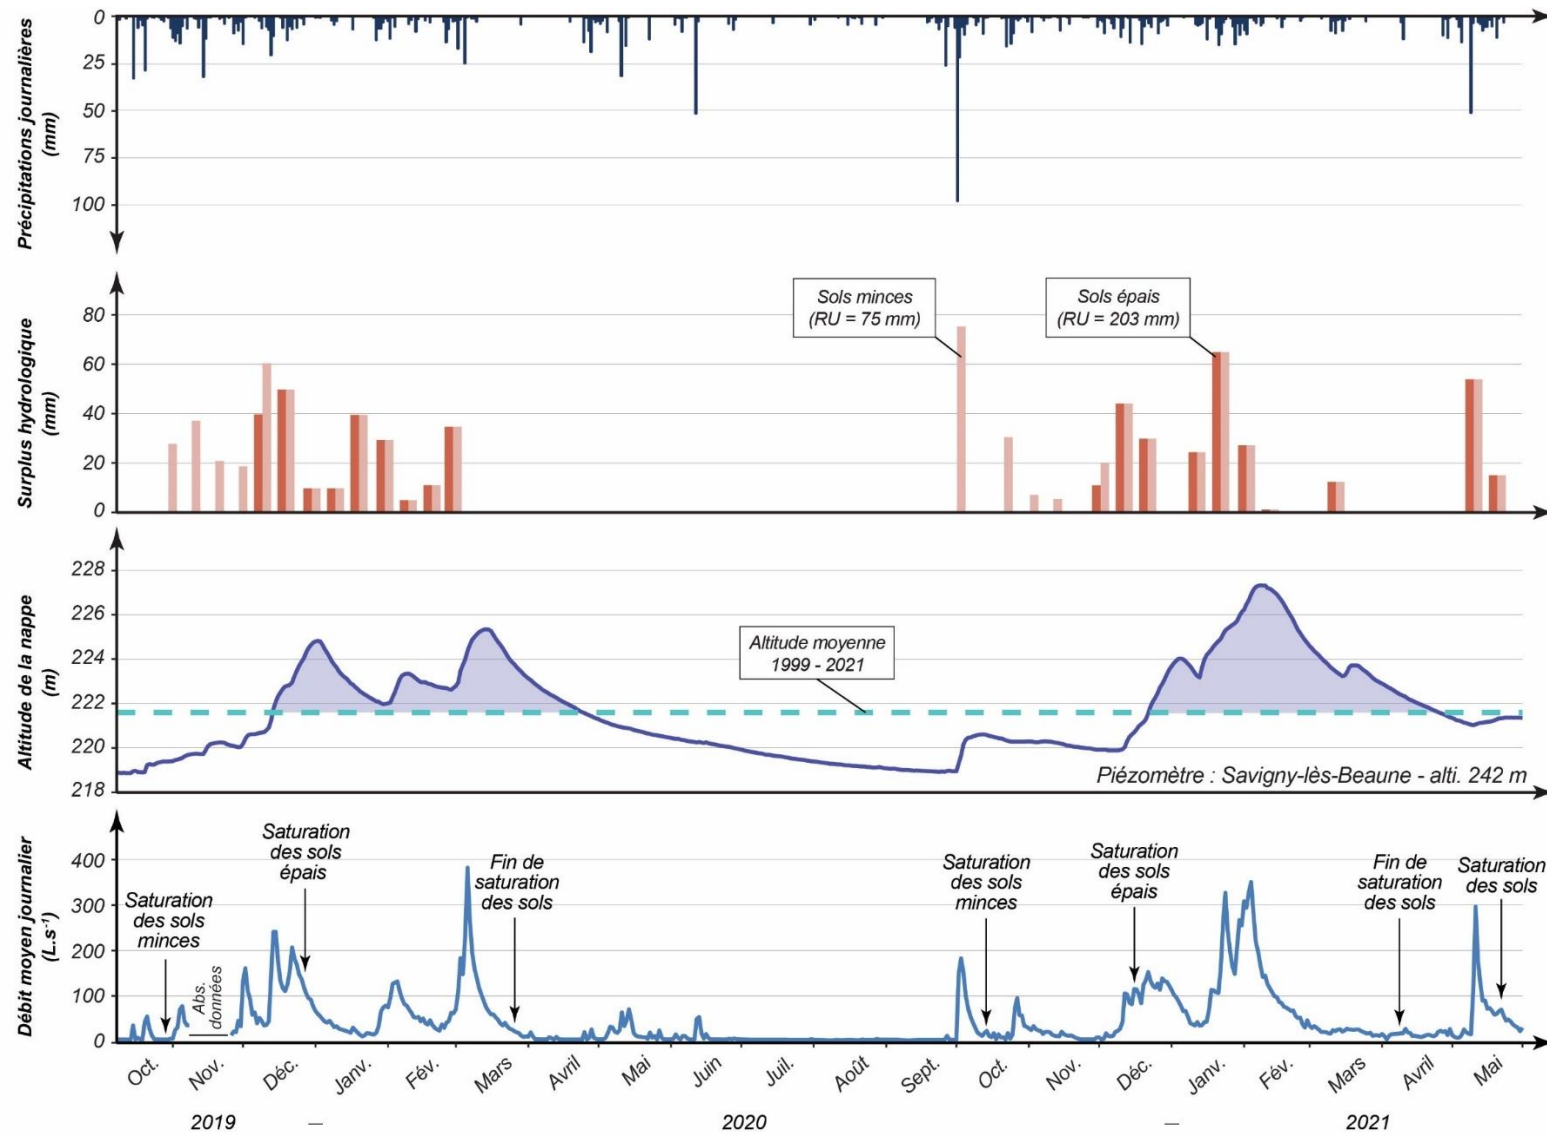 Précipitations journalières
(mm)
0
25
50
75
100
Surplus hydrologique
(mm)
80
60
40
20
0
Sols minces
(RU = 75 mm)
Sols épais
(RU = 203 mm)
Altitude de la nappe
(m)
228
226
224
222
220
218
Altitude moyenne
1999 - 2021
Piézomètre : Savigny-lès-Beaune - alti. 242 m
Débit moyen journalier
(L.s⁻¹)
400
300
200
100
0
Saturation
des sols
minces
Abs.
données
Saturation
des sols
épais
Fin de
saturation
des sols
Saturation
des sols
minces
Saturation
des sols
épais
Fin de
saturation
des sols
Saturation
des sols
Oct.
Nov.
Déc.
Janv.
Fév.
Mars
Avril
Mai
Juin
Juil.
Août
Sept.
Oct.
Nov.
Déc.
Janv.
Fév.
Mars
Avril
Mai
2019 — 2020 — 2021